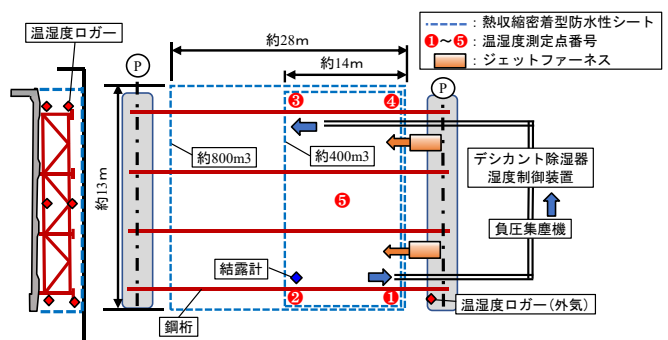 温湿度ロガー
約28m
約14m
P
P
❸
❹
約800m3
約400m3
約13m
❺
結露計
❷
❶
鋼桁
---：熱収縮密着型防水性シート
❶～❺：温湿度測定点番号
：ジェットファーネス
デシカント除湿器
湿度制御装置
負圧集塵機
温湿度ロガー（外気）